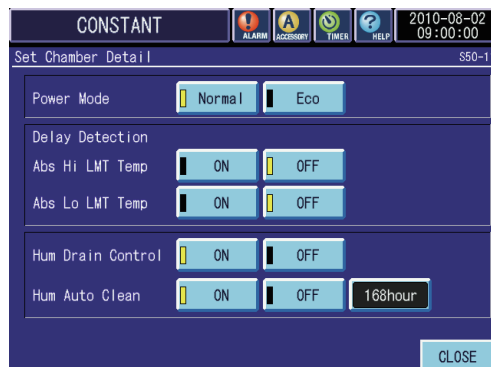 CONSTANT
ALARM
ACCESSORY
TIMER
HELP
2010-08-02
09:00:00
Set Chamber Detail S50-1
Power Mode Normal Eco
Delay Detection
Abs Hi LMT Temp ON OFF
Abs Lo LMT Temp ON OFF
Hum Drain Control ON OFF
Hum Auto Clean ON OFF 168hour
CLOSE